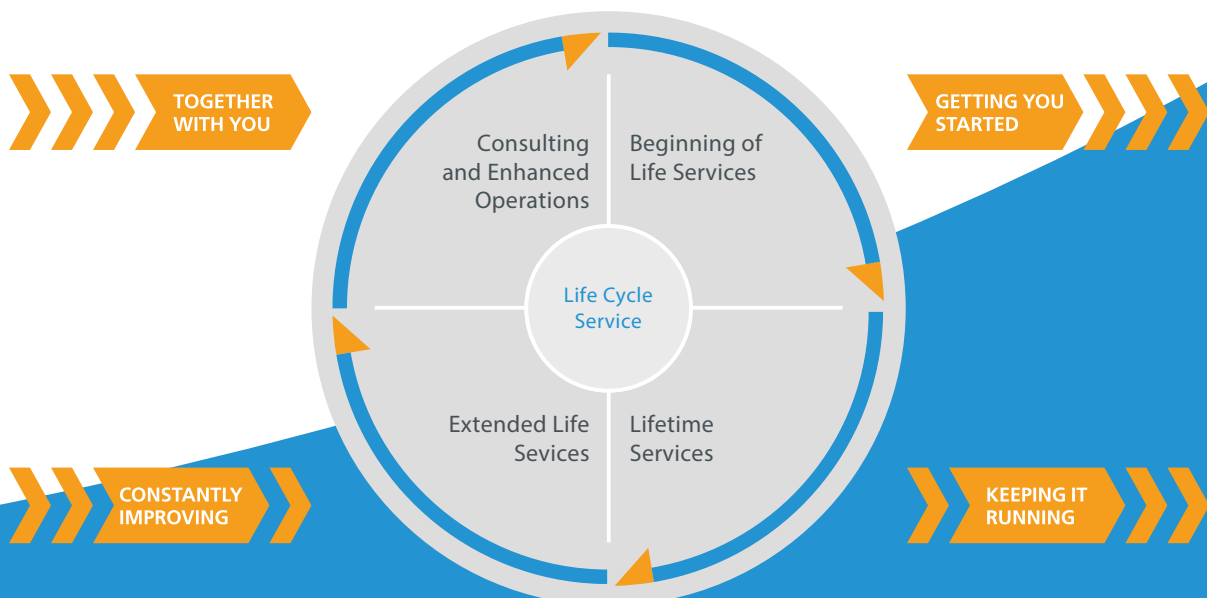 TOGETHER
WITH YOU
GETTING YOU
STARTED
Consulting
and Enhanced
Operations
Beginning of
Life Services
Life Cycle
Service
Extended Life
Sevices
Lifetime
Services
CONSTANTLY
IMPROVING
KEEPING IT
RUNNING